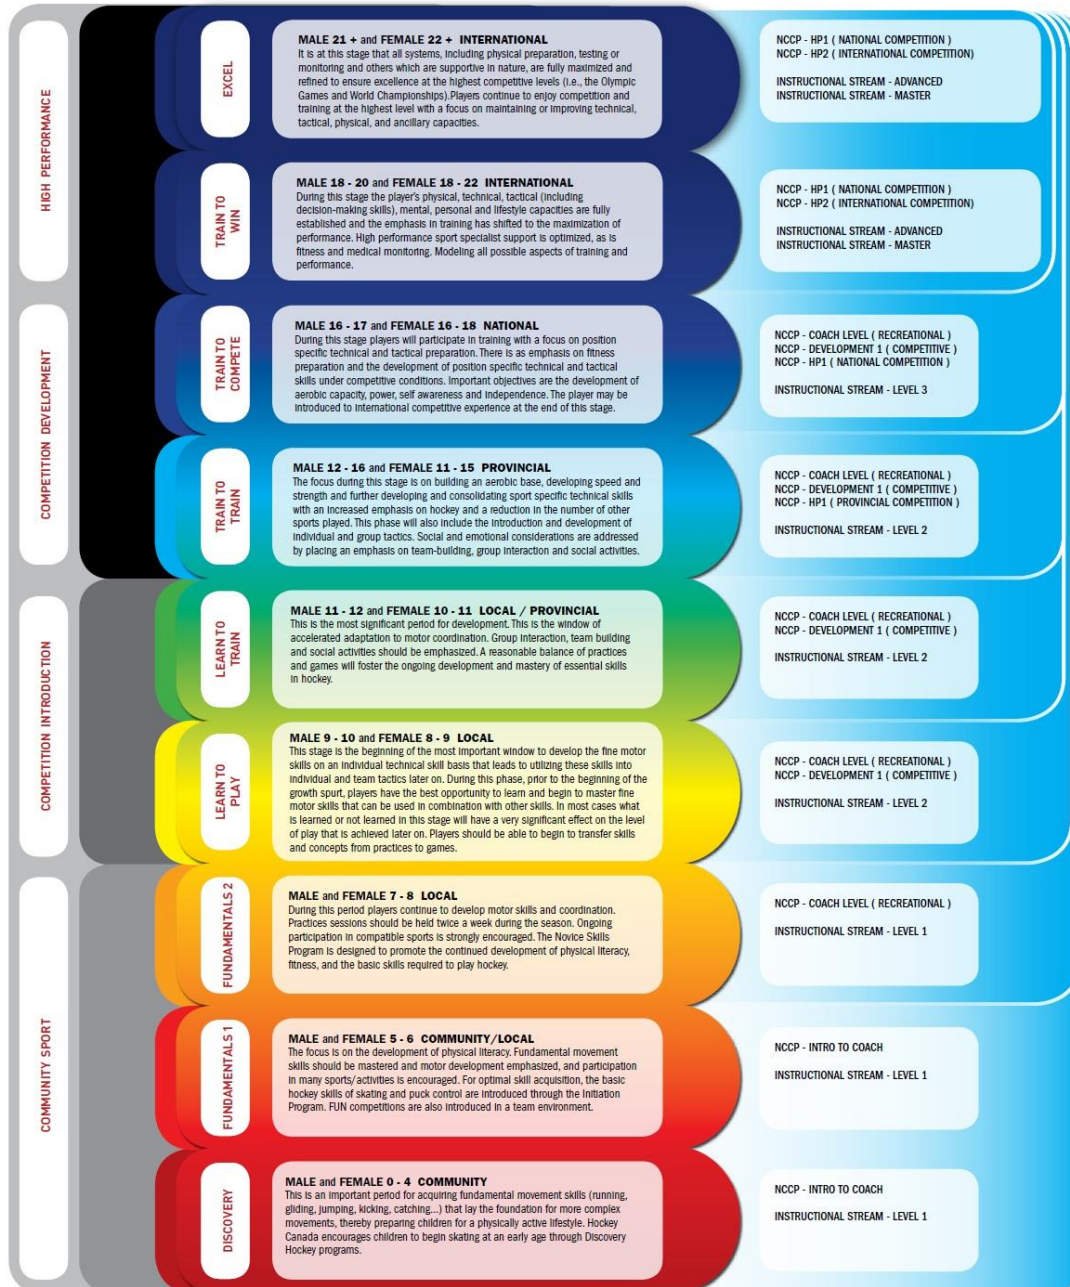 HIGH PERFORMANCE
EXCEL
MALE 21 + and FEMALE 22 + INTERNATIONAL
It is at this stage that all systems, including physical preparation, testing or
monitoring and others which are supportive in nature, are fully maximized and
refined to ensure excellence at the highest competitive levels (i.e., the Olympic
Games and World Championships).Players continue to enjoy competition and
training at the highest level with a focus on maintaining or improving technical,
tactical, physical, and ancillary capacities.
NCCP - HP1 ( NATIONAL COMPETITION )
NCCP - HP2 ( INTERNATIONAL COMPETITION)
INSTRUCTIONAL STREAM - ADVANCED
INSTRUCTIONAL STREAM - MASTER
TRAIN TO
WIN
MALE 18 - 20 and FEMALE 18 - 22 INTERNATIONAL
During this stage the player's physical, technical, tactical (including
decision-making skills), mental, personal and lifestyle capacities are fully
established and the emphasis in training has shifted to the maximization of
performance. High performance sport specialist support is optimized, as is
fitness and medical monitoring. Modeling all possible aspects of training and
performance.
NCCP - HP1 ( NATIONAL COMPETITION )
NCCP - HP2 ( INTERNATIONAL COMPETITION)
INSTRUCTIONAL STREAM - ADVANCED
INSTRUCTIONAL STREAM - MASTER
COMPETITION DEVELOPMENT
TRAIN TO
COMPETE
MALE 16 - 17 and FEMALE 16 - 18 NATIONAL
During this stage players will participate in training with a focus on position
specific technical and tactical preparation. There is as emphasis on fitness
preparation and the development of position specific technical and tactical
skills under competitive conditions. Important objectives are the development of
aerobic capacity, power, self awareness and independence. The player may be
introduced to international competitive experience at the end of this stage.
NCCP - COACH LEVEL ( RECREATIONAL )
NCCP - DEVELOPMENT 1 ( COMPETITIVE )
NCCP - HP1 ( NATIONAL COMPETITION )
INSTRUCTIONAL STREAM - LEVEL 3
TRAIN TO
TRAIN
MALE 12 - 16 and FEMALE 11 - 15 PROVINCIAL
The focus during this stage is on building an aerobic base, developing speed and
strength and further developing and consolidating sport specific technical skills
with an increased emphasis on hockey and a reduction in the number of other
sports played. This phase will also include the introduction and development of
individual and group tactics. Social and emotional considerations are addressed
by placing an emphasis on team-building, group interaction and social activities.
NCCP - COACH LEVEL ( RECREATIONAL )
NCCP - DEVELOPMENT 1 ( COMPETITIVE )
NCCP - HP1 ( PROVINCIAL COMPETITION )
INSTRUCTIONAL STREAM - LEVEL 2
COMPETITION INTRODUCTION
LEARN TO
TRAIN
MALE 11 - 12 and FEMALE 10 - 11 LOCAL / PROVINCIAL
This is the most significant period for development. This is the window of
accelerated adaptation to motor coordination. Group interaction, team building
and social activities should be emphasized. A reasonable balance of practices
and games will foster the ongoing development and mastery of essential skills
in hockey.
NCCP - COACH LEVEL ( RECREATIONAL )
NCCP - DEVELOPMENT 1 ( COMPETITIVE )
INSTRUCTIONAL STREAM - LEVEL 2
LEARN TO
PLAY
MALE 9 - 10 and FEMALE 8 - 9 LOCAL
This stage is the beginning of the most important window to develop the fine motor
skills on an individual technical skill basis that leads to utilizing these skills into
individual and team tactics later on. During this phase, prior to the beginning of the
growth spurt, players have the best opportunity to learn and begin to master fine
motor skills that can be used in combination with other skills. In most cases what
is learned or not learned in this stage will have a very significant effect on the level
of play that is achieved later on. Players should be able to begin to transfer skills
and concepts from practices to games.
NCCP - COACH LEVEL ( RECREATIONAL )
NCCP - DEVELOPMENT 1 ( COMPETITIVE )
INSTRUCTIONAL STREAM - LEVEL 2
COMMUNITY SPORT
FUNDAMENTALS 2
MALE and FEMALE 7 - 8 LOCAL
During this period players continue to develop motor skills and coordination.
Practices sessions should be held twice a week during the season. Ongoing
participation in compatible sports is strongly encouraged. The Novice Skills
Program is designed to promote the continued development of physical literacy,
fitness, and the basic skills required to play hockey.
NCCP - COACH LEVEL ( RECREATIONAL )
INSTRUCTIONAL STREAM - LEVEL 1
FUNDAMENTALS 1
MALE and FEMALE 5 - 6 COMMUNITY/LOCAL
The focus is on the development of physical literacy. Fundamental movement
skills should be mastered and motor development emphasized, and participation
in many sports/activities is encouraged. For optimal skill acquisition, the basic
hockey skills of skating and puck control are introduced through the Initiation
Program. FUN competitions are also introduced in a team environment.
NCCP - INTRO TO COACH
INSTRUCTIONAL STREAM - LEVEL 1
DISCOVERY
MALE and FEMALE 0 - 4 COMMUNITY
This is an important period for acquiring fundamental movement skills (running,
gliding, jumping, kicking, catching...) that lay the foundation for more complex
movements, thereby preparing children for a physically active lifestyle. Hockey
Canada encourages children to begin skating at an early age through Discovery
Hockey programs.
NCCP - INTRO TO COACH
INSTRUCTIONAL STREAM - LEVEL 1